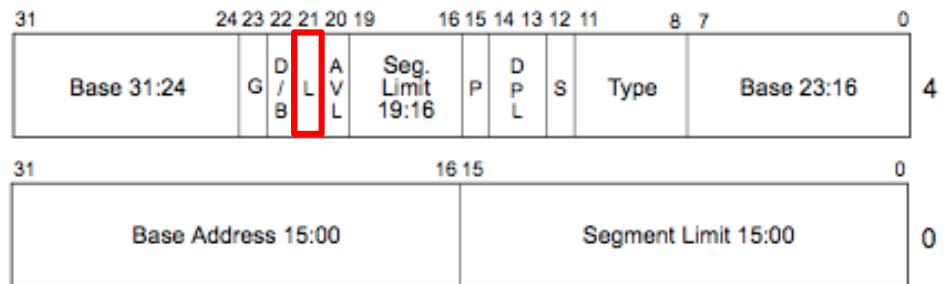 31 24 23 22 21 20 19 16 15 14 13 12 11 8 7 0
Base 31:24 G D/B L AVL Seg. Limit 19:16 P DPL S Type Base 23:16 4
31 16 15 0
Base Address 15:00 Segment Limit 15:00 0